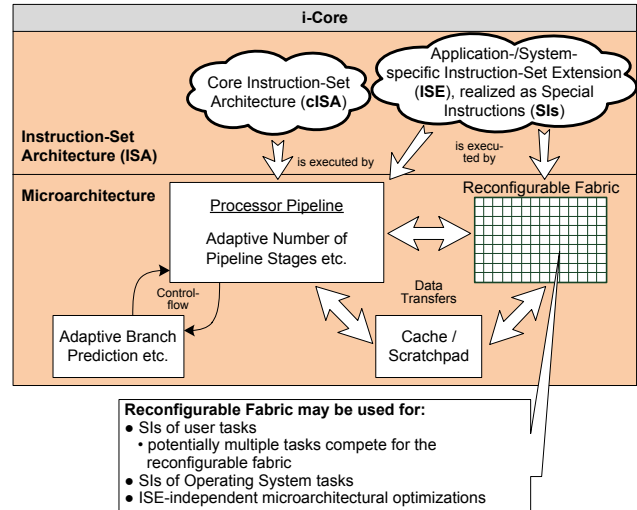 i-Core
Core Instruction-Set
Architecture (cISA)
Application-/System-
specific Instruction-Set Extension
(ISE), realized as Special
Instructions (SIs)
Instruction-Set
Architecture (ISA)
is executed by
is execu-
ted by
Microarchitecture
Processor Pipeline
Adaptive Number of
Pipeline Stages etc.
Reconfigurable Fabric
Control-
flow
Data
Transfers
Adaptive Branch
Prediction etc.
Cache /
Scratchpad
Reconfigurable Fabric may be used for:
● SIs of user tasks
• potentially multiple tasks compete for the
reconfigurable fabric
● SIs of Operating System tasks
● ISE-independent microarchitectural optimizations